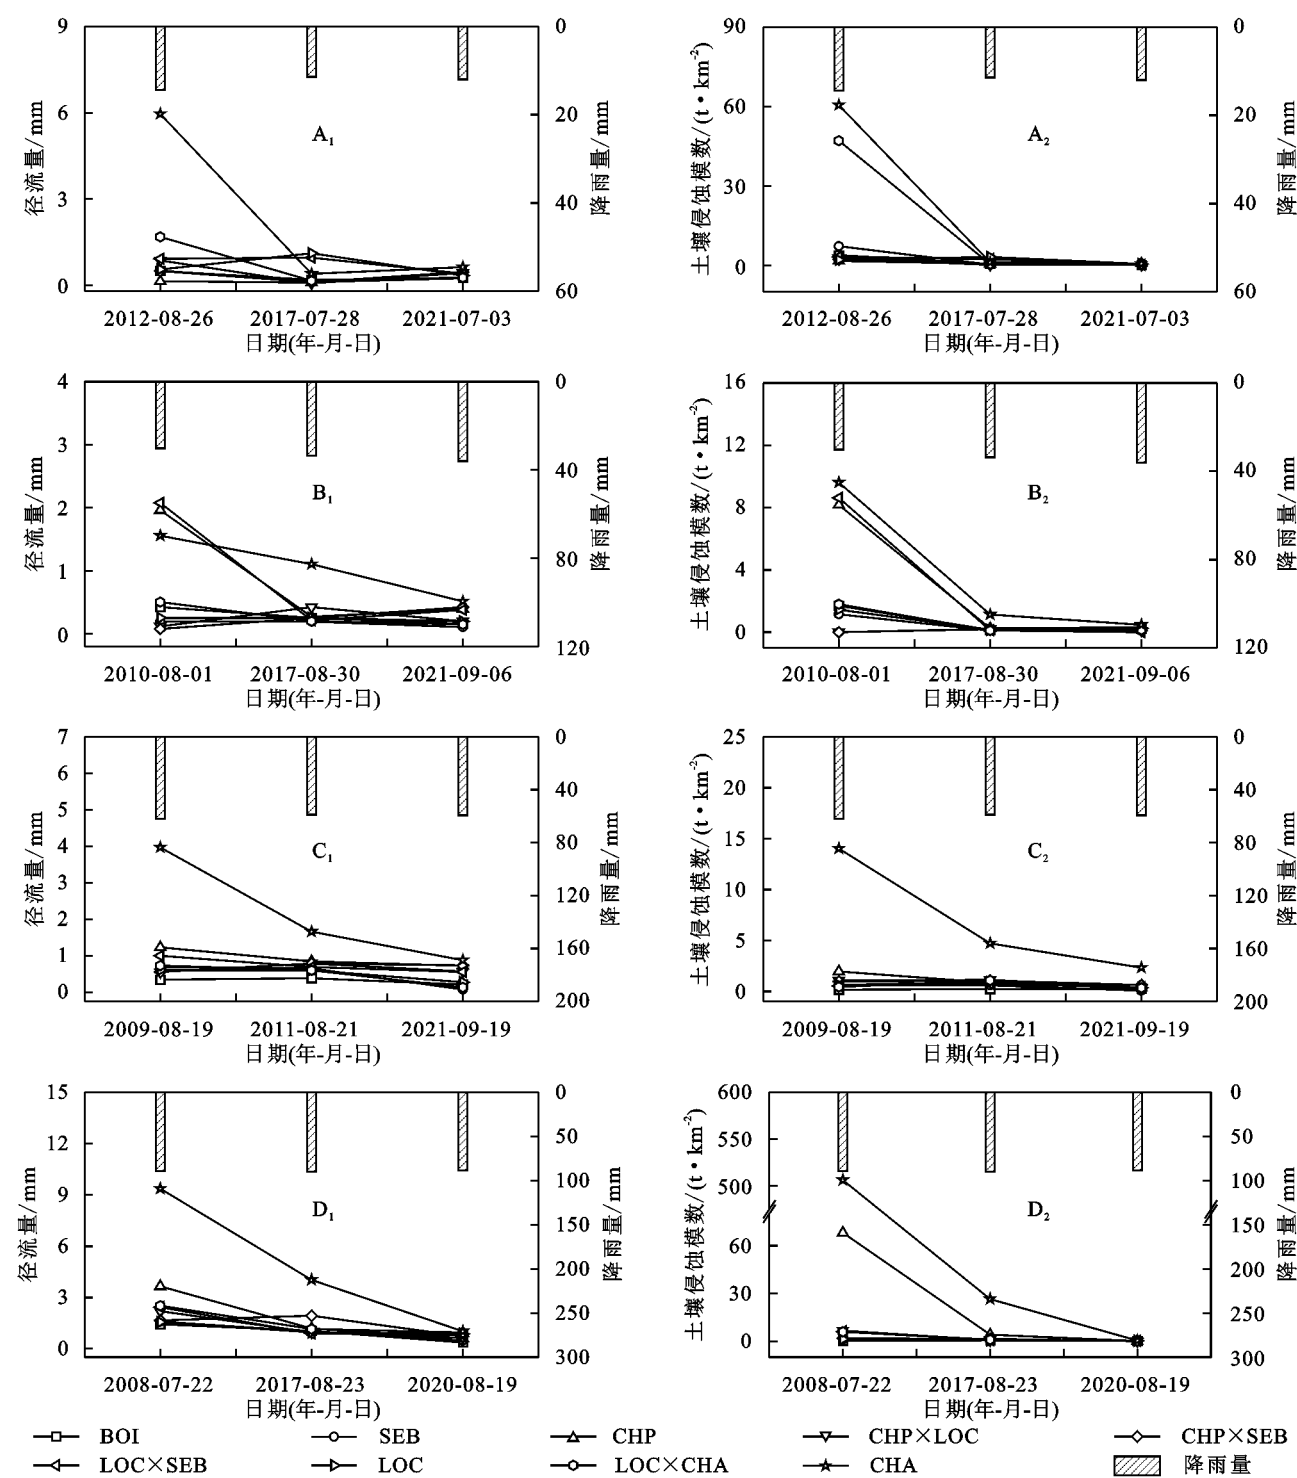 9 6 3 0
径流量/mm
A₁
0 20 40 60
降雨量/mm
2012-08-26 2017-07-28 2021-07-03
日期(年-月-日)
90 60 30 0
土壤侵蚀模数/(t·km⁻²)
A₂
0 20 40 60
降雨量/mm
2012-08-26 2017-07-28 2021-07-03
日期(年-月-日)
4 3 2 1 0
径流量/mm
B₁
0 40 80 120
降雨量/mm
2010-08-01 2017-08-30 2021-09-06
日期(年-月-日)
16 12 8 4 0
土壤侵蚀模数/(t·km⁻²)
B₂
0 40 80 120
降雨量/mm
2010-08-01 2017-08-30 2021-09-06
日期(年-月-日)
7 6 5 4 3 2 1 0
径流量/mm
C₁
0 40 80 120 160 200
降雨量/mm
2009-08-19 2011-08-21 2021-09-19
日期(年-月-日)
25 20 15 10 5 0
土壤侵蚀模数/(t·km⁻²)
C₂
0 40 80 120 160 200
降雨量/mm
2009-08-19 2011-08-21 2021-09-19
日期(年-月-日)
15 12 9 6 3 0
径流量/mm
D₁
0 50 100 150 200 250 300
降雨量/mm
2008-07-22 2017-08-23 2020-08-19
日期(年-月-日)
600 550 500 60 30 0
土壤侵蚀模数/(t·km⁻²)
D₂
0 50 100 150 200 250 300
降雨量/mm
2008-07-22 2017-08-23 2020-08-19
日期(年-月-日)
BOI SEB CHP CHP×LOC CHP×SEB
LOC×SEB LOC LOC×CHA CHA 降雨量